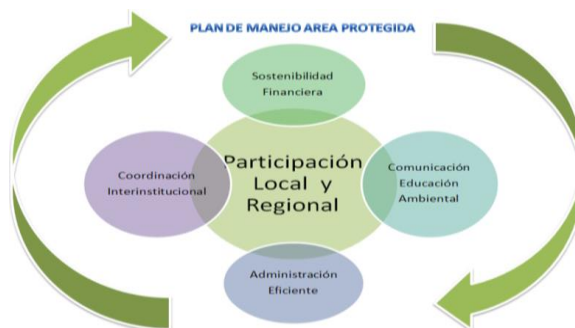 PLAN DE MANEJO AREA PROTEGIDA
Sostenibilidad
Financiera
Coordinación
Interinstitucional
Participación
Local y
Regional
Comunicación
Educación
Ambiental
Administración
Eficiente